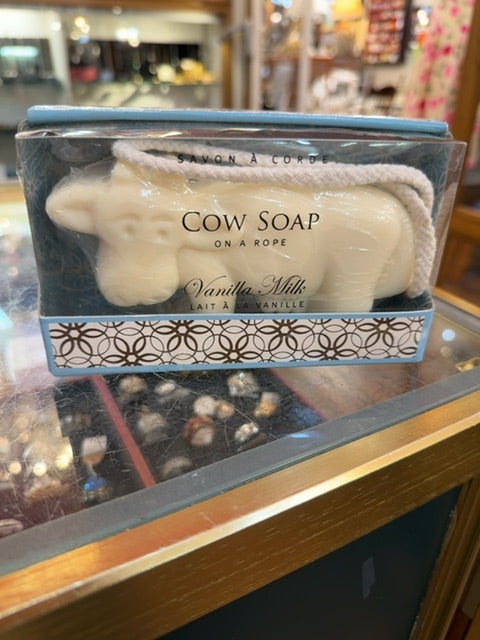 SAVON À CORDE
COW SOAP
ON A ROPE
Vanilla Milk
LAIT À LA VANILLE